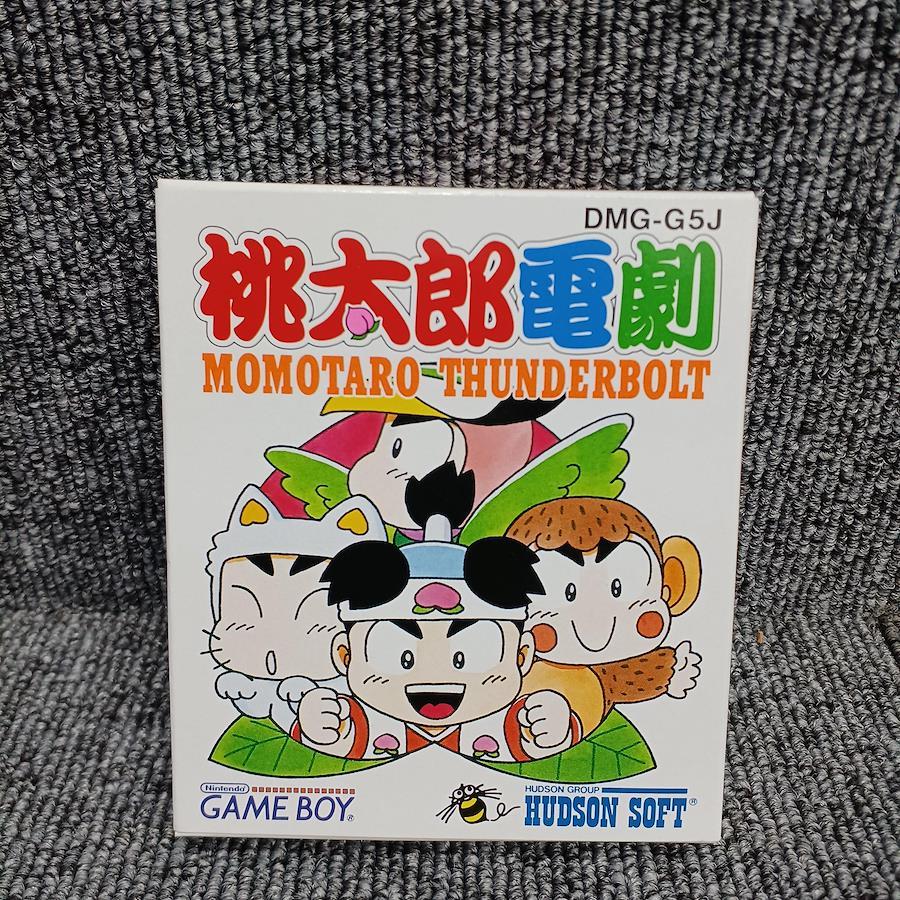 DMG-G5J
桃太郎電劇
MOMOTARO THUNDERBOLT
Nintendo
GAME BOY®
HUDSON GROUP
HUDSON SOFT®